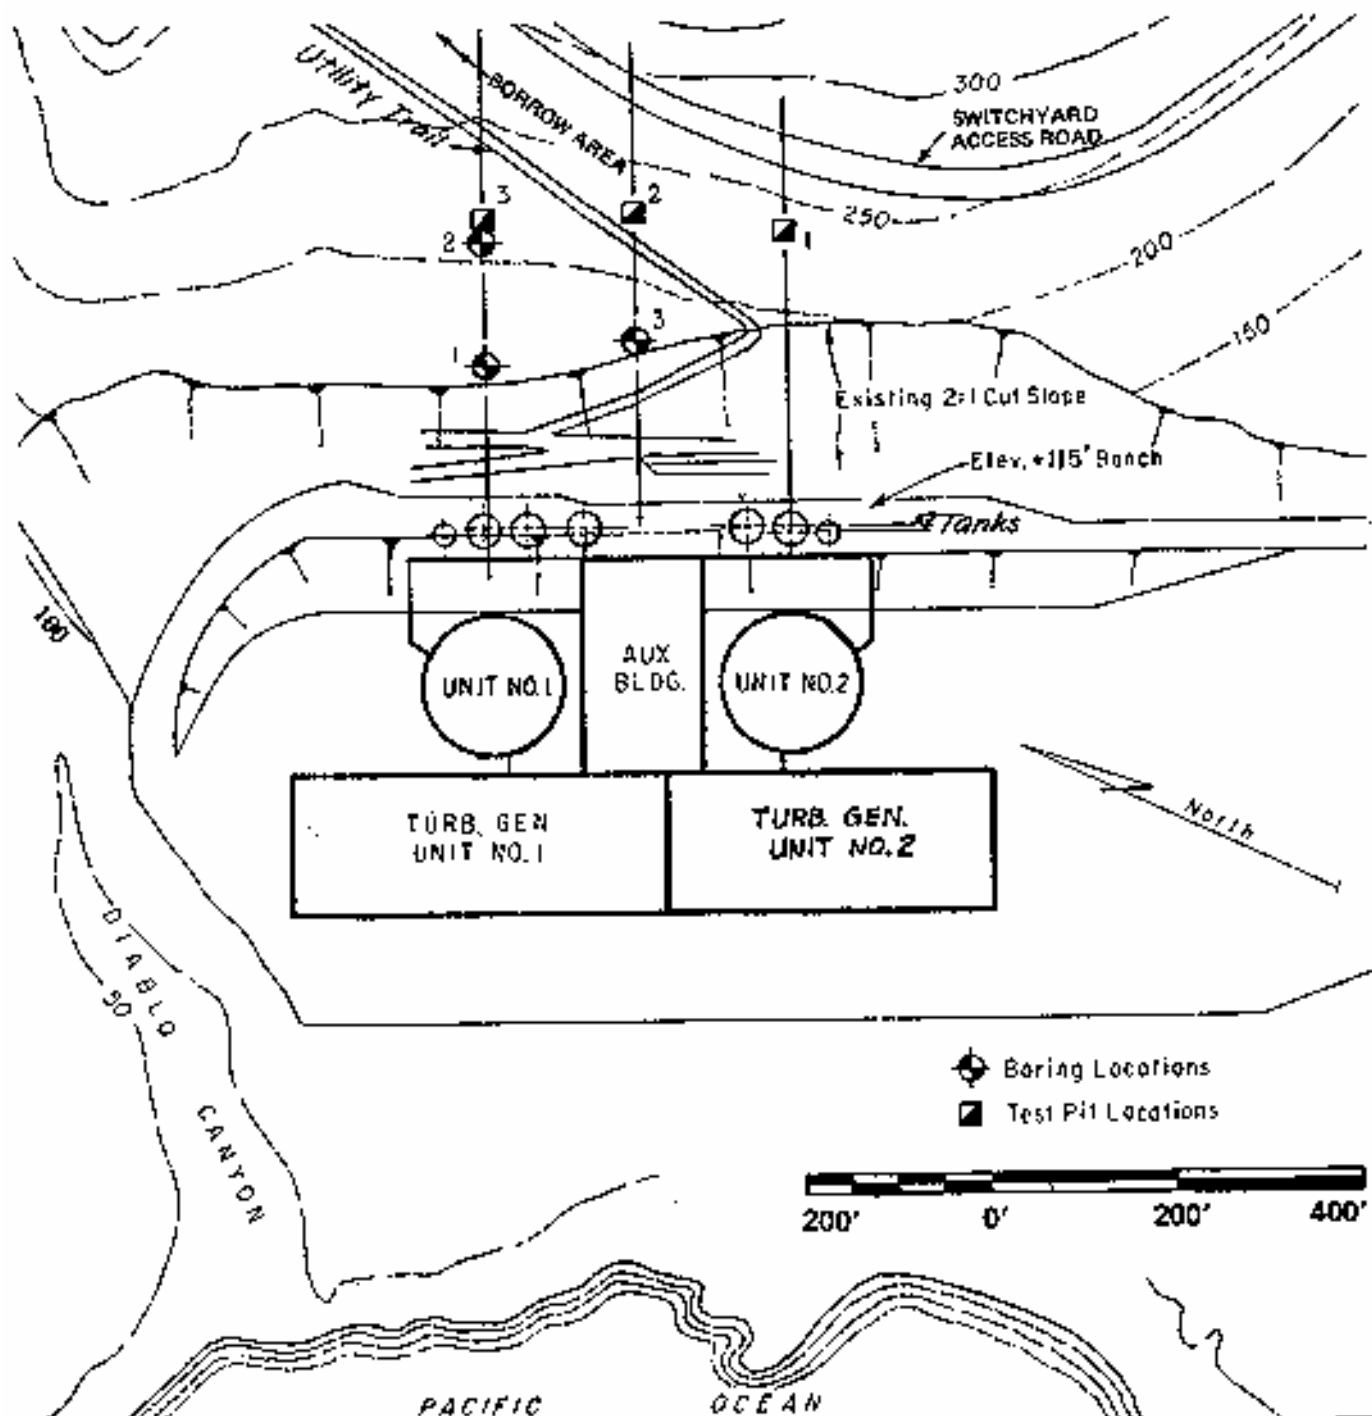 Utility Trail
BORROW AREA
300
SWITCHYARD
ACCESS ROAD
3
2
250
1
2
200
3
150
1
Existing 2:1 Cut Slope
Elev. +115' Bench
7 Tanks
100
UNIT NO.1
AUX
BLDG.
UNIT NO.2
TURB. GEN
UNIT NO.1
TURB. GEN.
UNIT NO.2
North
DIABLO
50
CANYON
Boring Locations
Test Pit Locations
200'
0'
200'
400'
PACIFIC OCEAN